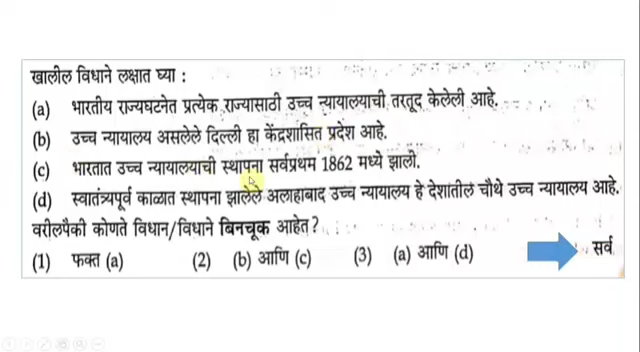 खालील विधाने लक्षात घ्या :
(a) भारतीय राज्यघटनेत प्रत्येक राज्यासाठी उच्च न्यायालयाची तरतूद केलेली आहे.
(b) उच्च न्यायालय असलेले दिल्ली हा केंद्रशासित प्रदेश आहे.
(c) भारतात उच्च न्यायालयाची स्थापना सर्वप्रथम 1862 मध्ये झाली.
(d) स्वातंत्र्यपूर्व काळात स्थापना झालेले अलाहाबाद उच्च न्यायालय हे देशातील चौथे उच्च न्यायालय आहे.
वरीलपैकी कोणते विधान/विधाने बिनचूक आहेत?
(1) फक्त (a) (2) (b) आणि (c) (3) (a) आणि (d) सर्व